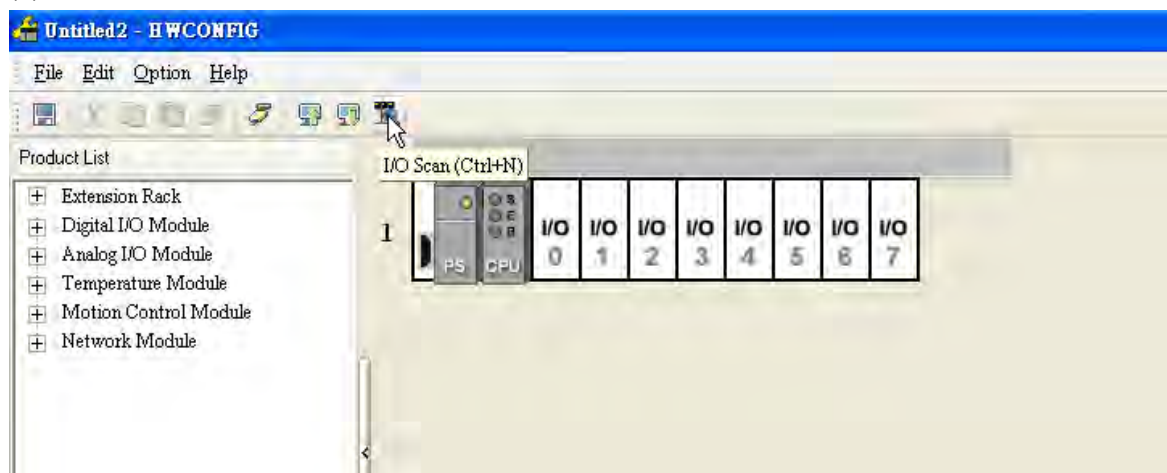 Untitled2 - HWCONFIG
File Edit Option Help
Product List
I/O Scan (Ctrl+N)
Extension Rack
Digital I/O Module
Analog I/O Module
Temperature Module
Motion Control Module
Network Module
1
PS CPU
S
E
B
I/O I/O I/O I/O I/O I/O I/O I/O
0 1 2 3 4 5 6 7